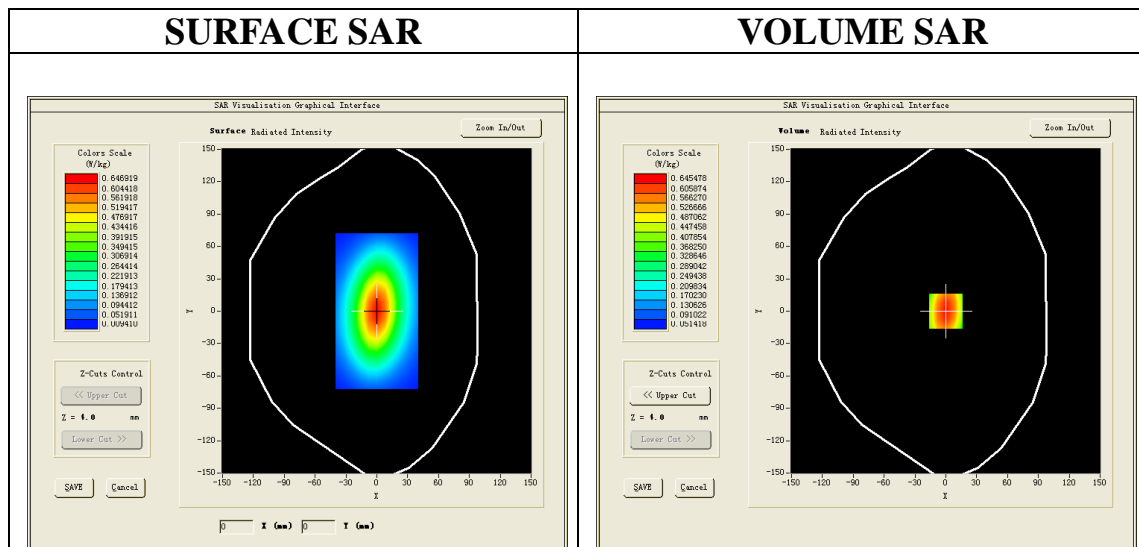 SURFACE SAR
VOLUME SAR
SAR Visualisation Graphical Interface
Surface Radiated Intensity
Zoom In/Out
Colors Scale
(W/kg)
0.646919
0.604418
0.561918
0.519417
0.476917
0.434416
0.391915
0.349415
0.306914
0.264414
0.221913
0.179413
0.136912
0.094412
0.051911
0.009410
150
120
90
60
30
0
-30
-60
-90
-120
-150
Y
-150 -120 -90 -60 -30 0 30 60 90 120 150
X
Z-Cuts Control
<< Upper Cut
Z = 4.0 mm
Lower Cut >>
SAVE Cancel
0 X (mm) 0 Y (mm)
SAR Visualisation Graphical Interface
Volume Radiated Intensity
Zoom In/Out
Colors Scale
(W/kg)
0.645478
0.605874
0.566270
0.526666
0.487062
0.447458
0.407854
0.368250
0.328646
0.289042
0.249438
0.209834
0.170230
0.130626
0.091022
0.051418
150
120
90
60
30
0
-30
-60
-90
-120
-150
Y
-150 -120 -90 -60 -30 0 30 60 90 120 150
X
Z-Cuts Control
<< Upper Cut
Z = 4.0 mm
Lower Cut >>
SAVE Cancel